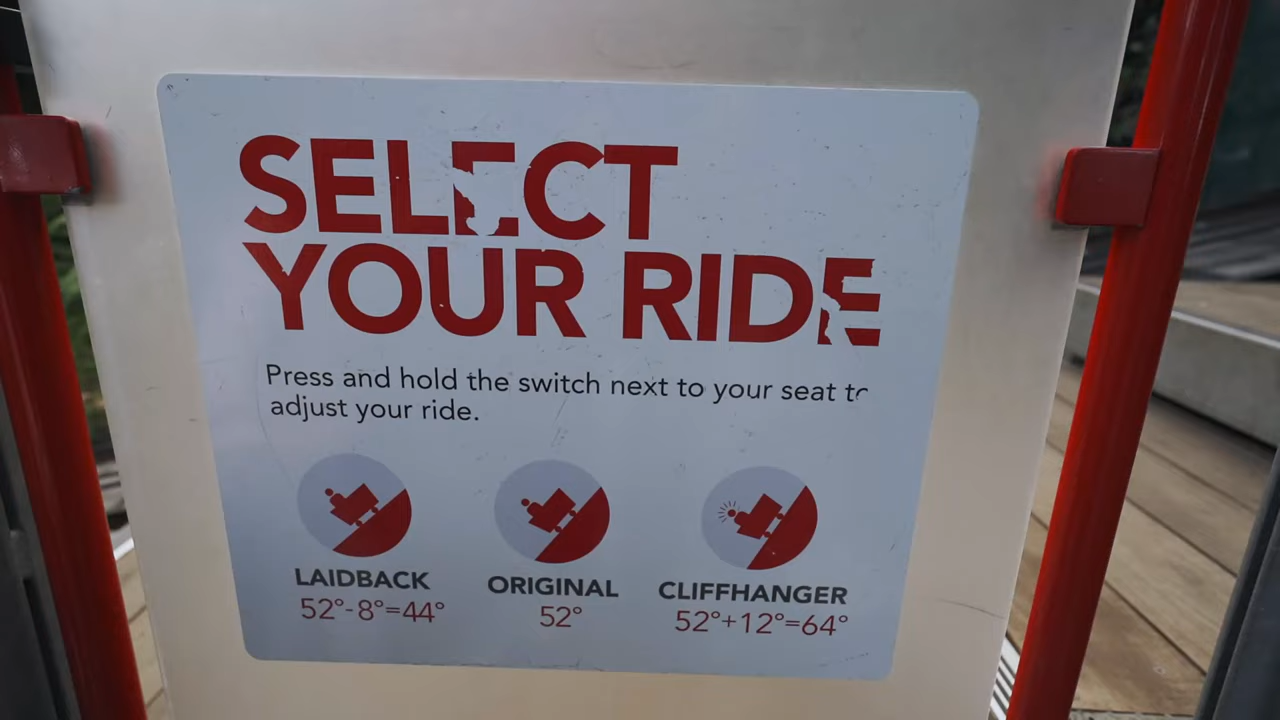 SELECT
YOUR RIDE
Press and hold the switch next to your seat to
adjust your ride.
LAIDBACK
52°-8°=44°
ORIGINAL
52°
CLIFFHANGER
52°+12°=64°